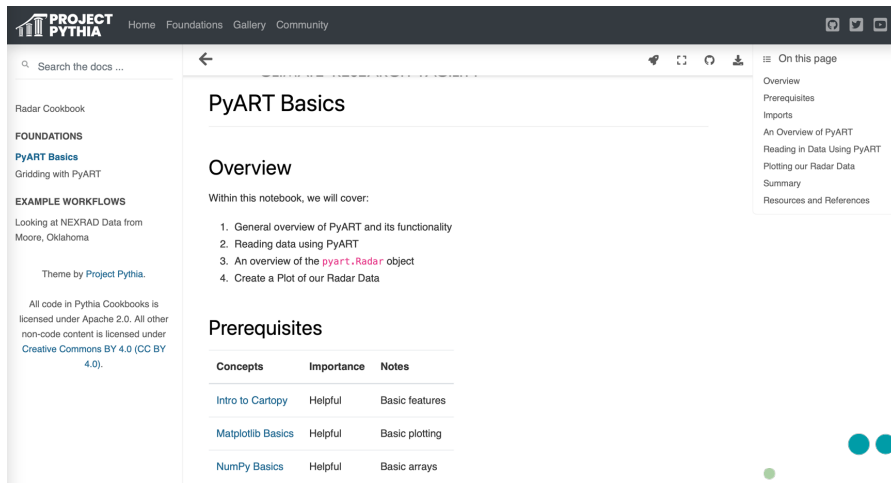 PROJECT
PYTHIA
Home Foundations Gallery Community
Search the docs ...
Radar Cookbook
FOUNDATIONS
PyART Basics
Gridding with PyART
EXAMPLE WORKFLOWS
Looking at NEXRAD Data from
Moore, Oklahoma
Theme by Project Pythia.
All code in Pythia Cookbooks is
licensed under Apache 2.0. All other
non-code content is licensed under
Creative Commons BY 4.0 (CC BY
4.0).
PyART Basics
Overview
Within this notebook, we will cover:
1. General overview of PyART and its functionality
2. Reading data using PyART
3. An overview of the pyart.Radar object
4. Create a Plot of our Radar Data
Prerequisites
Concepts Importance Notes
Intro to Cartopy Helpful Basic features
Matplotlib Basics Helpful Basic plotting
NumPy Basics Helpful Basic arrays
On this page
Overview
Prerequisites
Imports
An Overview of PyART
Reading in Data Using PyART
Plotting our Radar Data
Summary
Resources and References